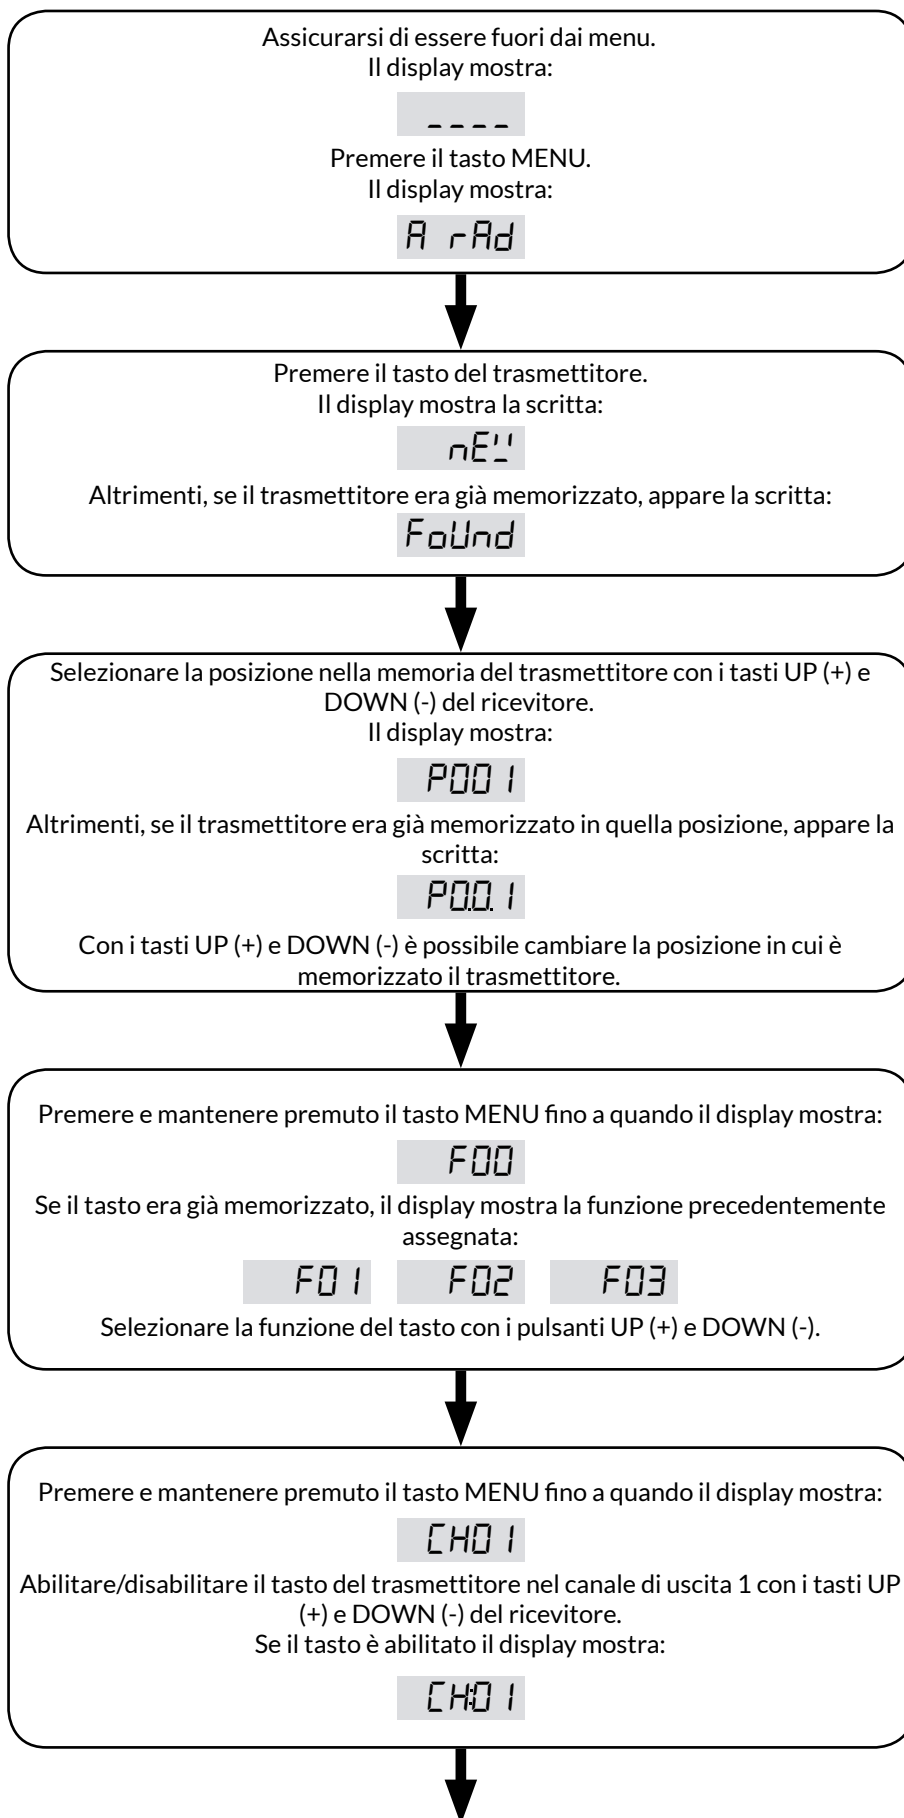 Assicurarsi di essere fuori dai menu.
Il display mostra:
_ _ _ _
Premere il tasto MENU.
Il display mostra:
A rAd
Premere il tasto del trasmettitore.
Il display mostra la scritta:
nEW
Altrimenti, se il trasmettitore era già memorizzato, appare la scritta:
FoUnd
Selezionare la posizione nella memoria del trasmettitore con i tasti UP (+) e
DOWN (-) del ricevitore.
Il display mostra:
P001
Altrimenti, se il trasmettitore era già memorizzato in quella posizione, appare la
scritta:
P0.0.1
Con i tasti UP (+) e DOWN (-) è possibile cambiare la posizione in cui è
memorizzato il trasmettitore.
Premere e mantenere premuto il tasto MENU fino a quando il display mostra:
F00
Se il tasto era già memorizzato, il display mostra la funzione precedentemente
assegnata:
F01 F02 F03
Selezionare la funzione del tasto con i pulsanti UP (+) e DOWN (-).
Premere e mantenere premuto il tasto MENU fino a quando il display mostra:
CH01
Abilitare/disabilitare il tasto del trasmettitore nel canale di uscita 1 con i tasti UP
(+) e DOWN (-) del ricevitore.
Se il tasto è abilitato il display mostra:
CH:01